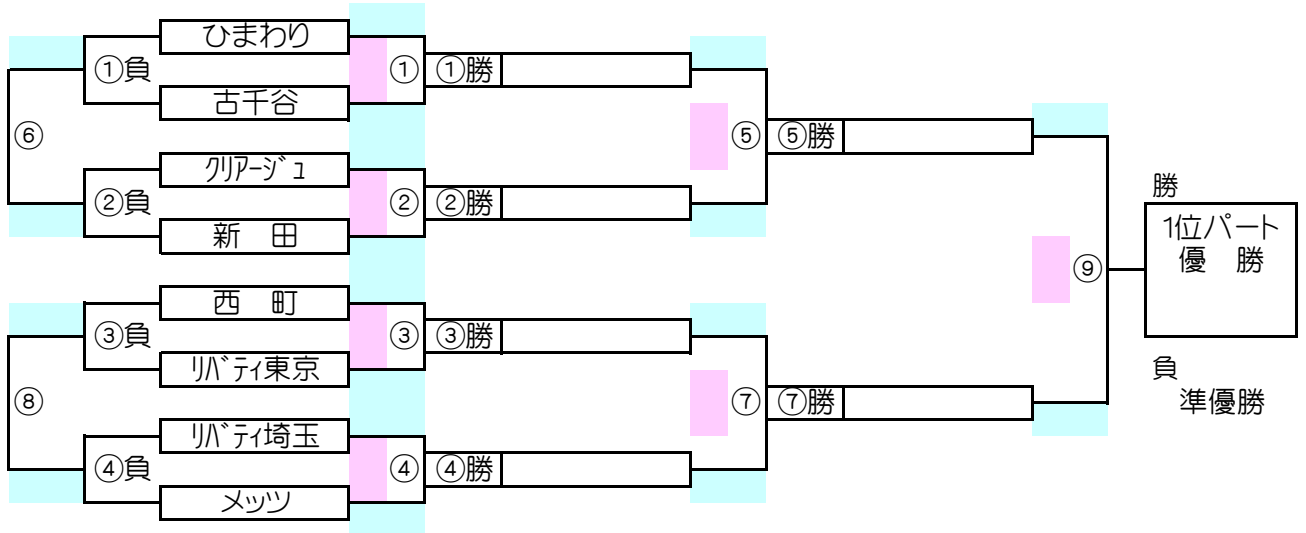 ひまわり
①負
①
①勝
古千谷
⑥
⑤
⑤勝
クリアージュ
②負
②
②勝
新 田
勝
1位パート
優 勝
⑨
西 町
③負
③
③勝
リバティ東京
負
準優勝
⑧
⑦
⑦勝
リバティ埼玉
④負
④
④勝
メッツ